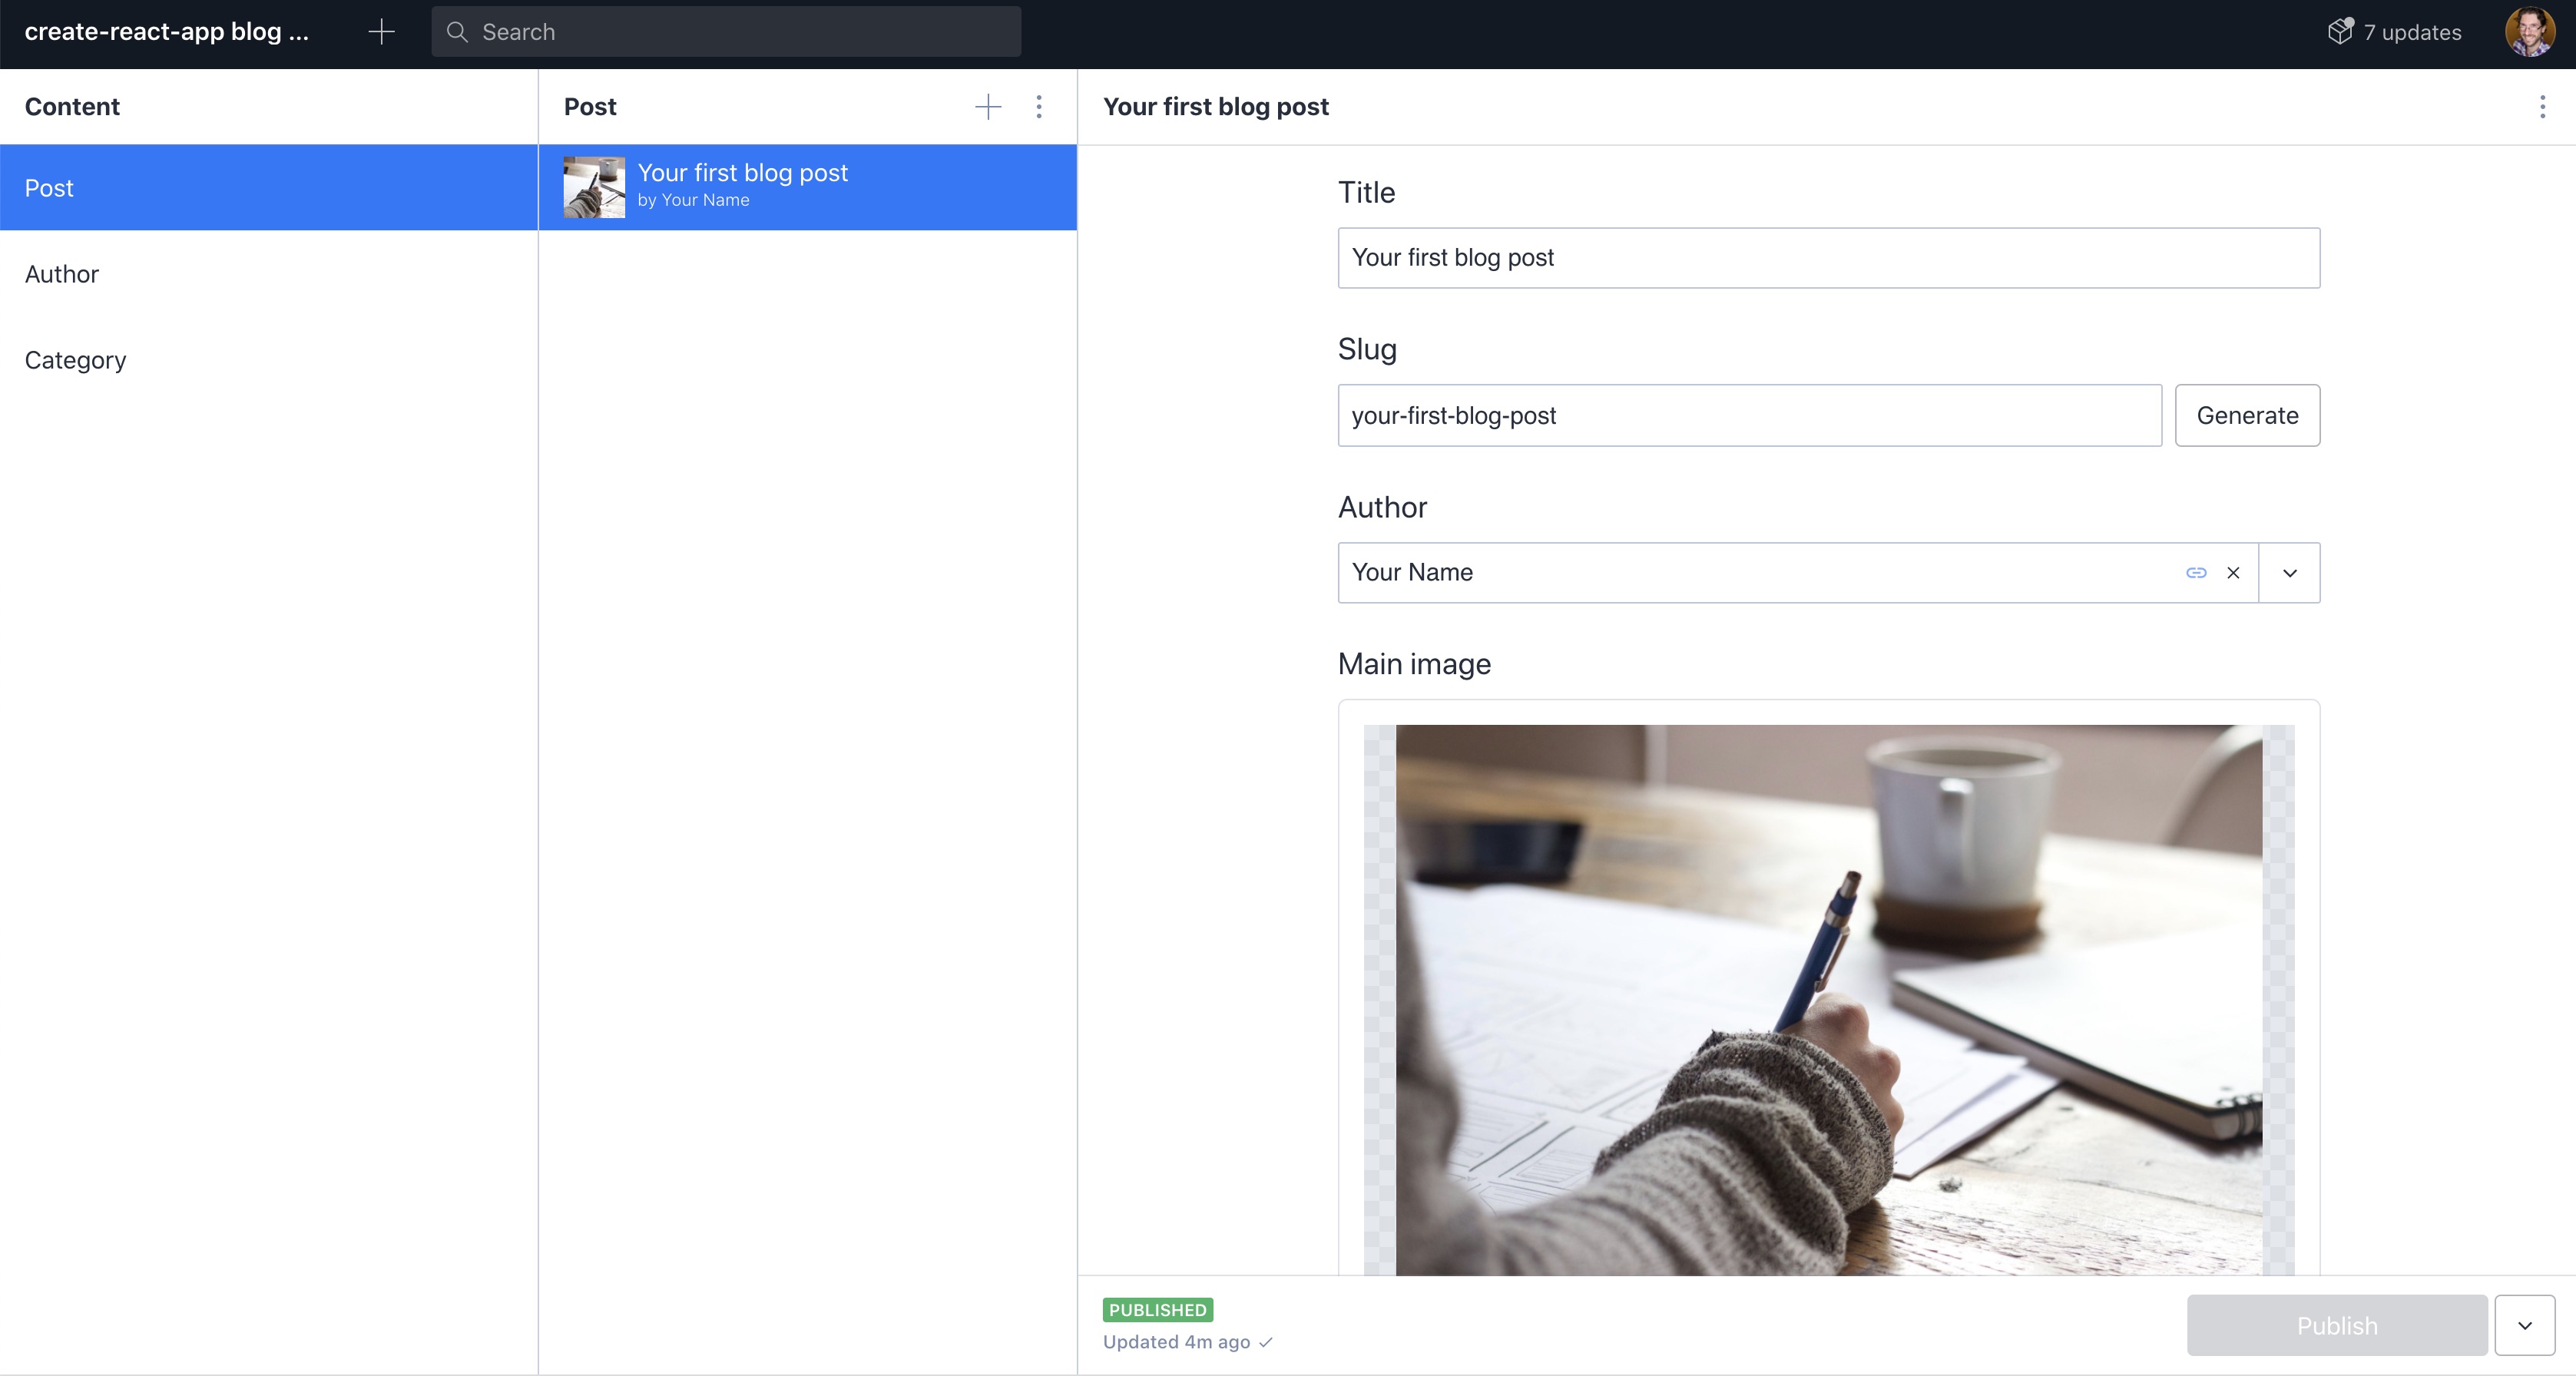 create-react-app blog ...
Search
7 updates
Content
Post
Author
Category
Post
Your first blog post
by Your Name
Your first blog post
Title
Your first blog post
Slug
your-first-blog-post
Generate
Author
Your Name
Main image
PUBLISHED
Updated 4m ago
Publish